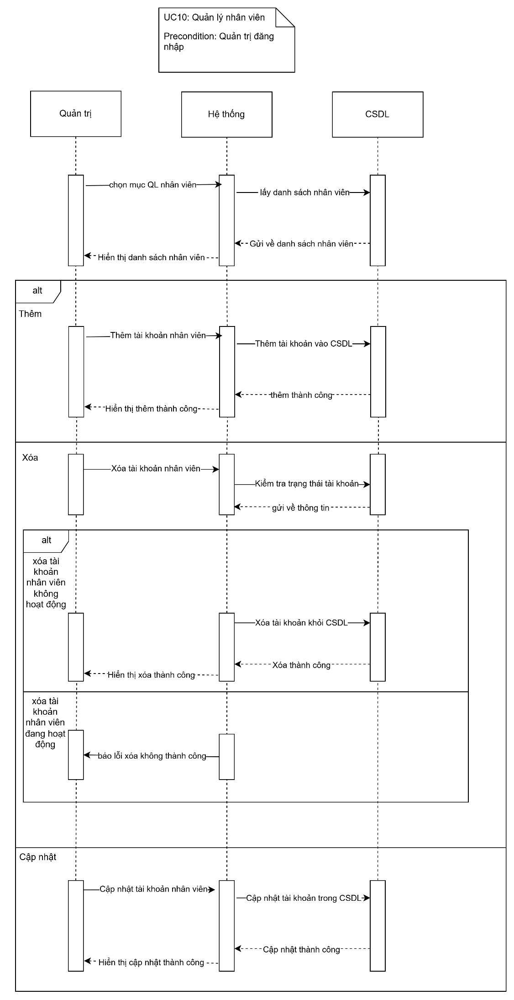 UC10: Quản lý nhân viên
Precondition: Quản trị đăng
nhập
Quản trị
Hệ thống
CSDL
chọn mục QL nhân viên
lấy danh sách nhân viên
Gửi về danh sách nhân viên
Hiển thị danh sách nhân viên
alt
Thêm
Thêm tài khoản nhân viên
Thêm tài khoản vào CSDL
thêm thành công
Hiển thị thêm thành công
Xóa
Xóa tài khoản nhân viên
Kiểm tra trạng thái tài khoản
gửi về thông tin
alt
xóa tài
khoản
nhân viên
không
hoạt động
Xóa tài khoản khỏi CSDL
Xóa thành công
Hiển thị xóa thành công
xóa tài
khoản
nhân viên
đang hoạt
động
báo lỗi xóa không thành công
Cập nhật
Cập nhật tài khoản nhân viên
Cập nhật tài khoản trong CSDL
Cập nhật thành công
Hiển thị cập nhật thành công